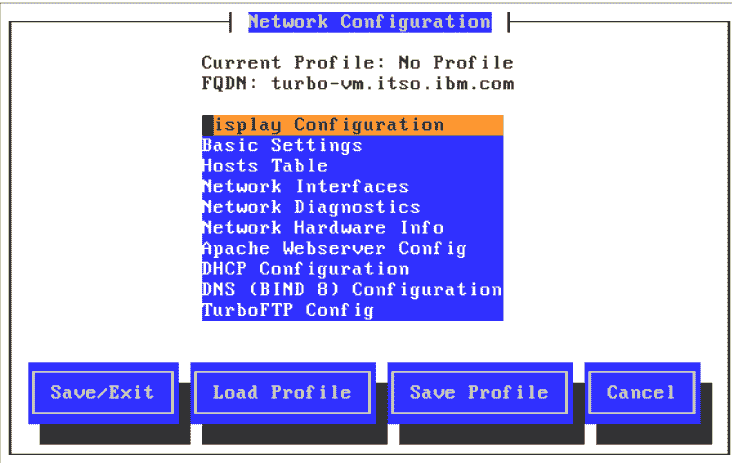 Network Configuration
Current Profile: No Profile
FQDN: turbo-vm.itso.ibm.com
isplay Configuration
Basic Settings
Hosts Table
Network Interfaces
Network Diagnostics
Network Hardware Info
Apache Webserver Config
DHCP Configuration
DNS (BIND 8) Configuration
TurboFTP Config
Save/Exit Load Profile Save Profile Cancel